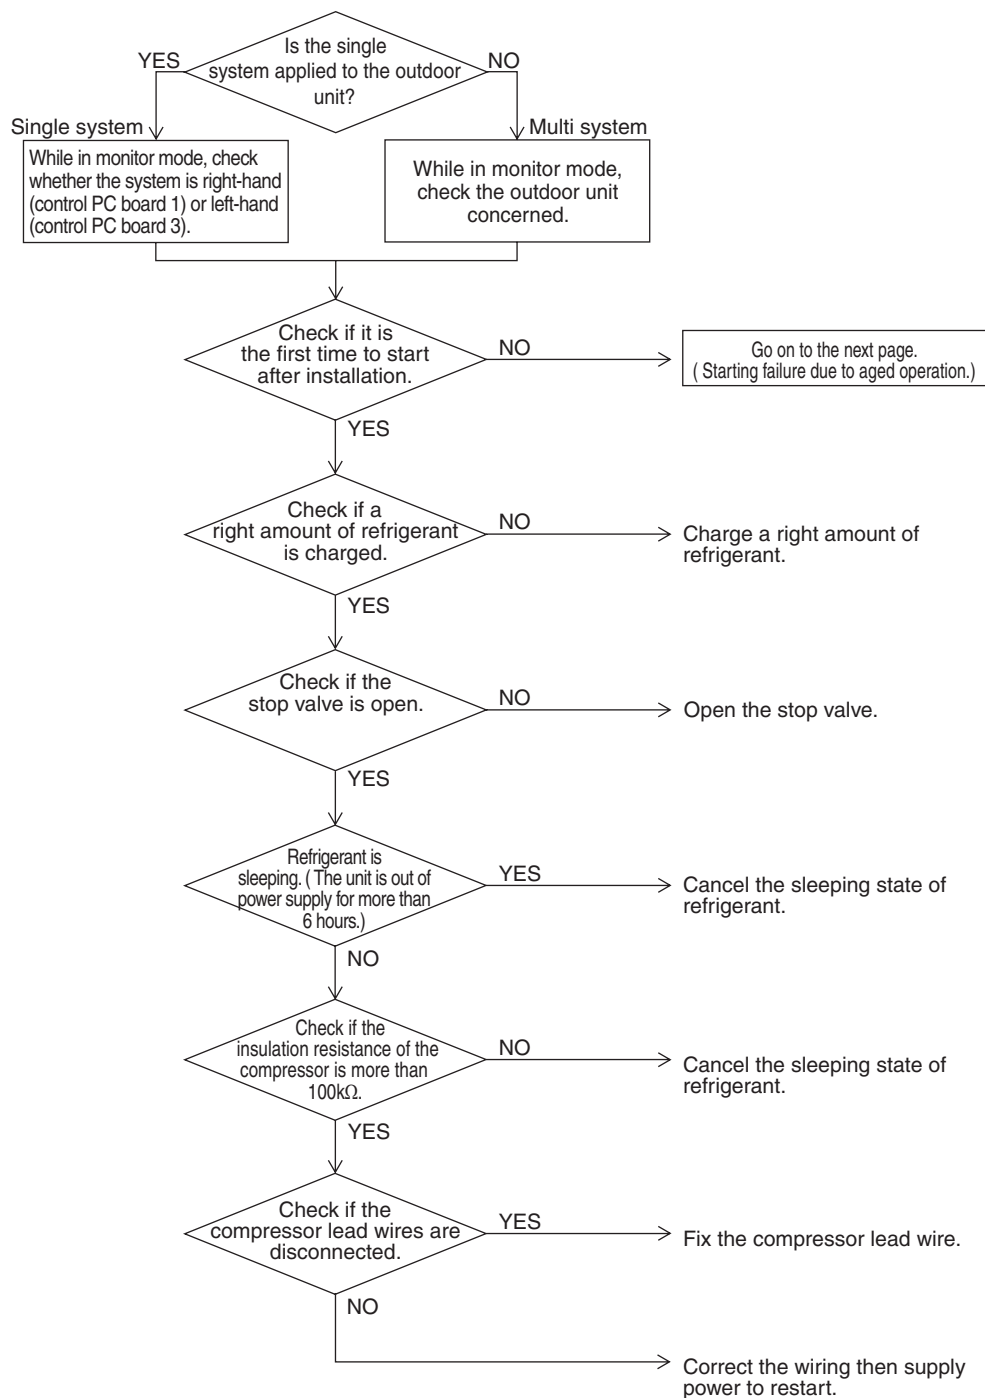 Is the single
system applied to the outdoor
unit?
YES
NO
Single system
Multi system
While in monitor mode, check
whether the system is right-hand
(control PC board 1) or left-hand
(control PC board 3).
While in monitor mode,
check the outdoor unit
concerned.
Check if it is
the first time to start
after installation.
NO
Go on to the next page.
( Starting failure due to aged operation.)
YES
Check if a
right amount of refrigerant
is charged.
NO
Charge a right amount of
refrigerant.
YES
Check if the
stop valve is open.
NO
Open the stop valve.
YES
Refrigerant is
sleeping. ( The unit is out of
power supply for more than
6 hours.)
YES
Cancel the sleeping state of
refrigerant.
NO
Check if the
insulation resistance of the
compressor is more than
100kΩ.
NO
Cancel the sleeping state of
refrigerant.
YES
Check if the
compressor lead wires are
disconnected.
YES
Fix the compressor lead wire.
NO
Correct the wiring then supply
power to restart.